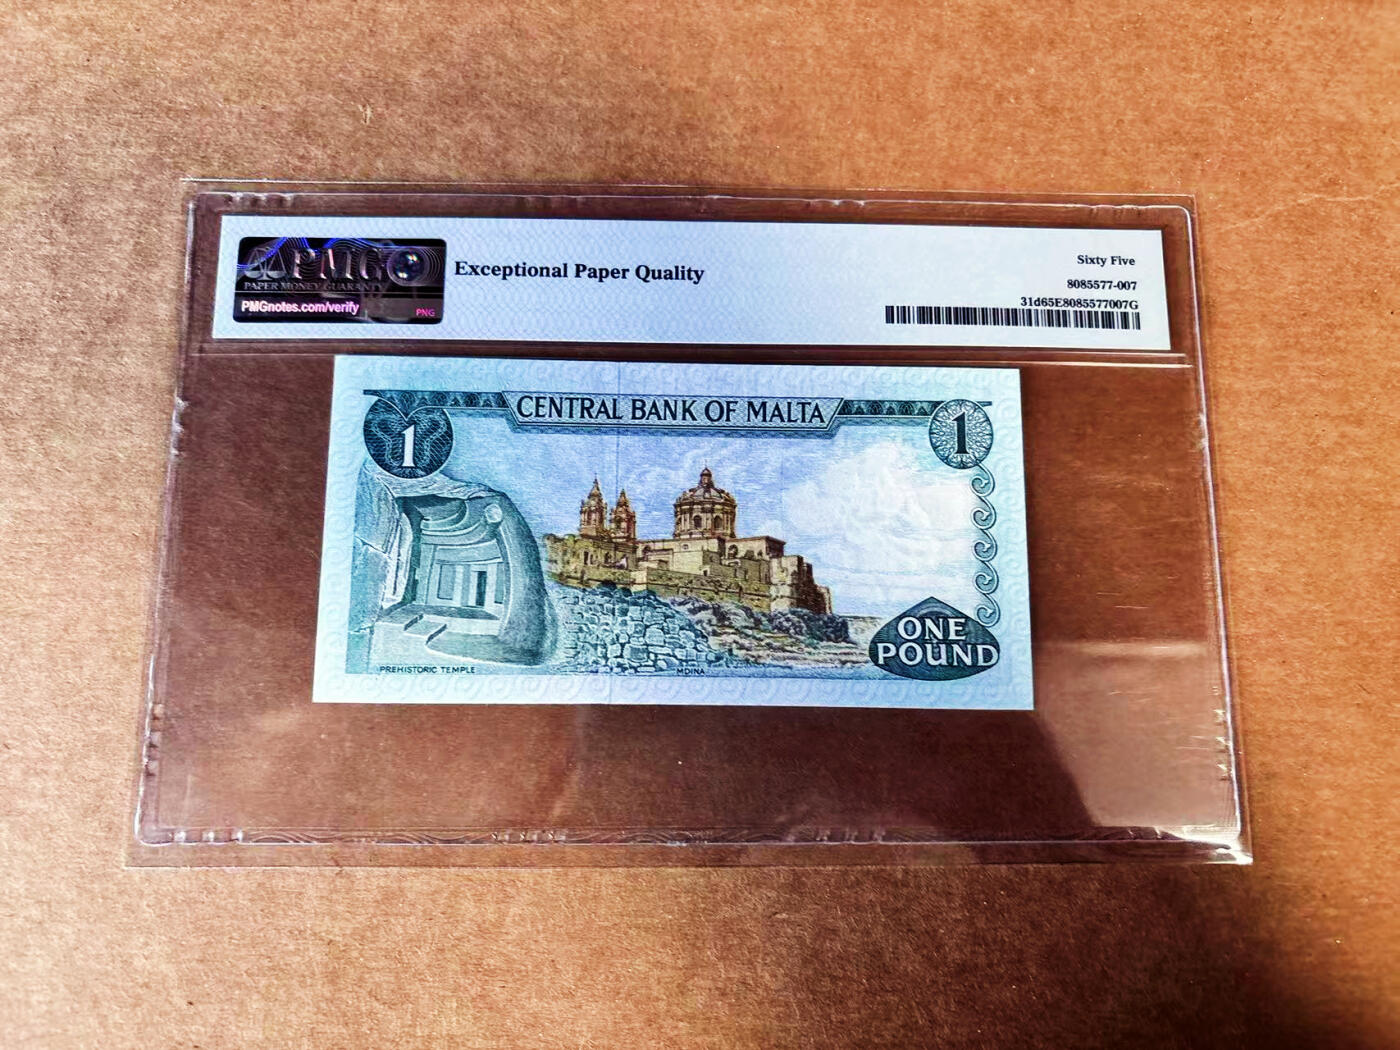 PMG
PAPER MONEY GUARANTY
PMGnotes.com/verify
PNG
Exceptional Paper Quality
Sixty Five
8085577-007
31d65E8085577007G
CENTRAL BANK OF MALTA
1
1
ONE
POUND
PREHISTORIC TEMPLE
MDINA